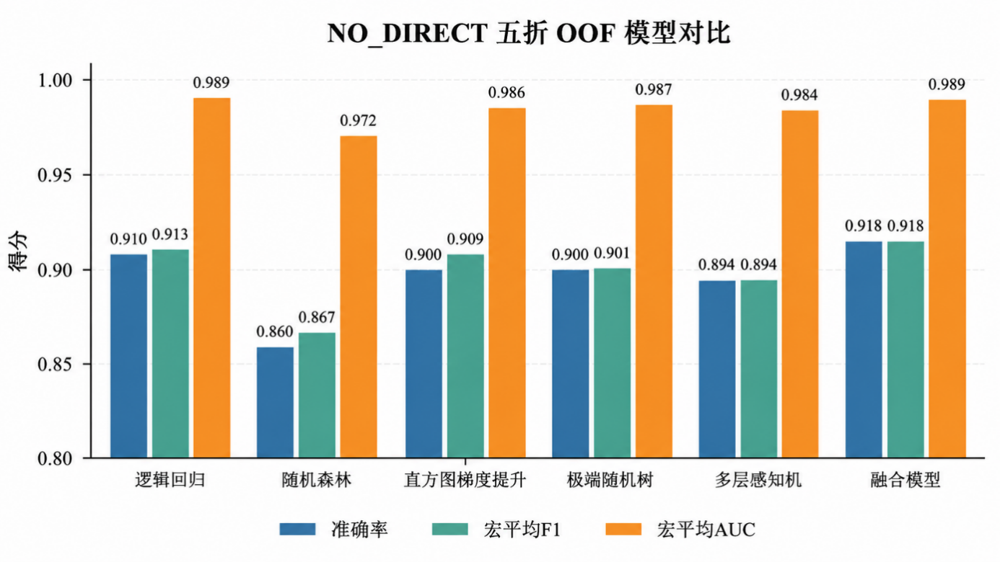 NO_DIRECT 五折 OOF 模型对比
得分
1.00
0.95
0.90
0.85
0.80
0.910 0.913 0.989
0.860 0.867 0.972
0.900 0.909 0.986
0.900 0.901 0.987
0.894 0.894 0.984
0.918 0.918 0.989
逻辑回归 随机森林 直方图梯度提升 极端随机树 多层感知机 融合模型
准确率 宏平均F1 宏平均AUC